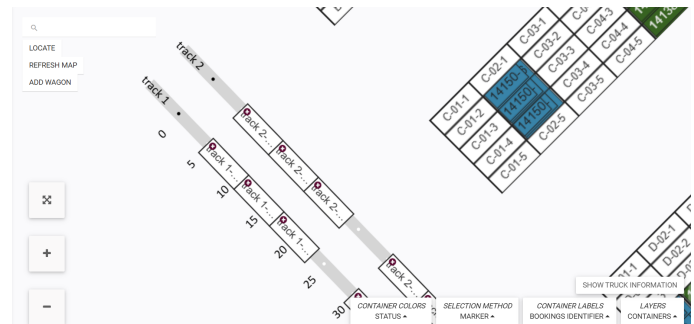 LOCATE
REFRESH MAP
ADD WAGON
track 2
track 1
0
5
10
15
20
25
30
track 1-...
track 1-...
track 1-...
track 2-...
track 2-...
track 2-...
track 2-...
C-01-1
C-01-2
C-01-3
C-01-4
C-01-5
C-02-1
14150-5
14150
14150
C-02-5
C-03-1
C-03-2
C-03-3
C-03-4
C-03-5
C-04-3
C-04-4
C-04-5
D-02-1
D-02-2
SHOW TRUCK INFORMATION
CONTAINER COLORS
STATUS
SELECTION METHOD
MARKER
CONTAINER LABELS
BOOKINGS IDENTIFIER
LAYERS
CONTAINERS